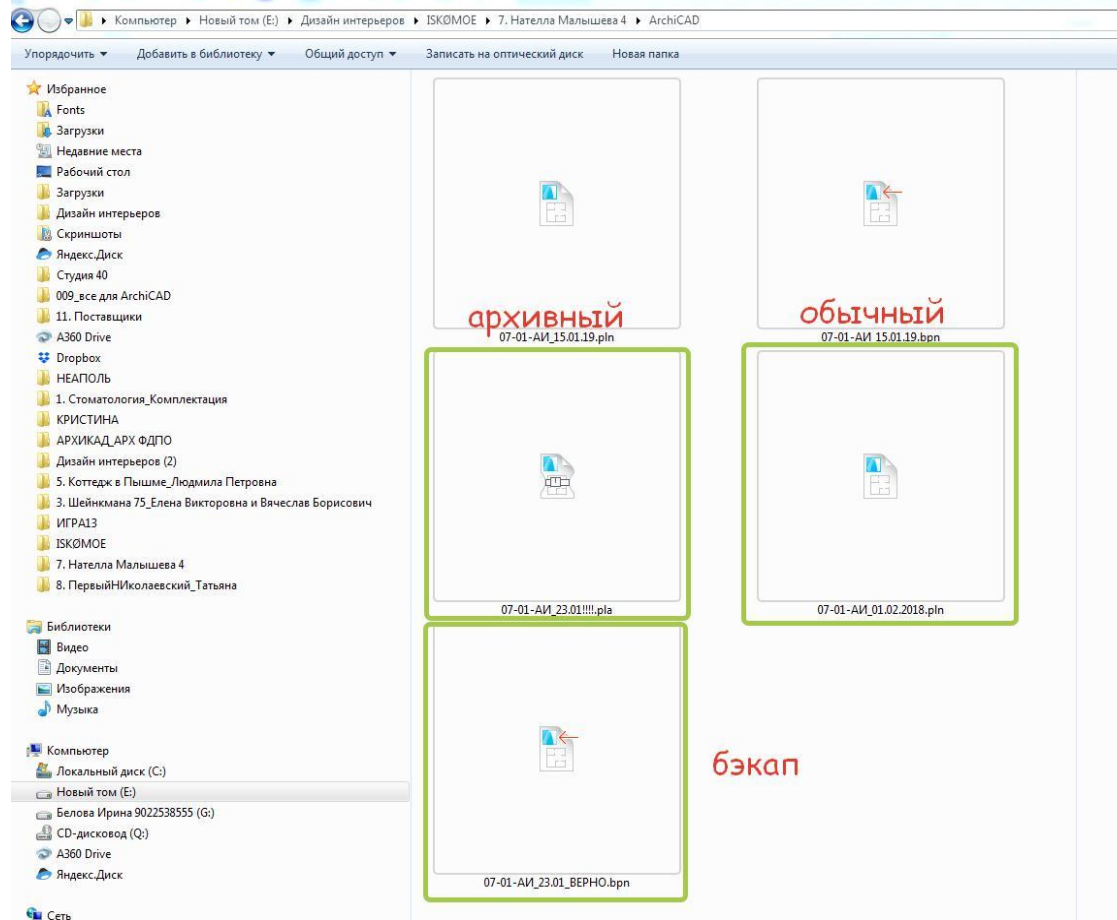 Компьютер ▸ Новый том (E:) ▸ Дизайн интерьеров ▸ ISKØMOE ▸ 7. Нателла Малышева 4 ▸ ArchiCAD
Упорядочить ▾ Добавить в библиотеку ▾ Общий доступ ▾ Записать на оптический диск Новая папка
Избранное
Fonts
Загрузки
Недавние места
Рабочий стол
Загрузки
Дизайн интерьеров
Скриншоты
Яндекс.Диск
Студия 40
009_все для ArchiCAD
11. Поставщики
A360 Drive
Dropbox
НЕАПОЛЬ
1. Стоматология_Комплектация
КРИСТИНА
АРХИКАД_АРХ ФДПО
Дизайн интерьеров (2)
5. Коттедж в Пышме_Людмила Петровна
3. Шейнкмана 75_Елена Викторовна и Вячеслав Борисович
ИГРА13
ISKØMOE
7. Нателла Малышева 4
8. ПервыйНИколаевский_Татьяна
Библиотеки
Видео
Документы
Изображения
Музыка
Компьютер
Локальный диск (C:)
Новый том (E:)
Белова Ирина 9022538555 (G:)
CD-дисковод (Q:)
A360 Drive
Яндекс.Диск
Сеть
архивный
обычный
07-01-АИ_15.01.19.pln
07-01-АИ 15.01.19.bpn
07-01-АИ_23.01!!!!.pla
07-01-АИ_01.02.2018.pln
бэкап
07-01-АИ_23.01_ВЕРНО.bpn